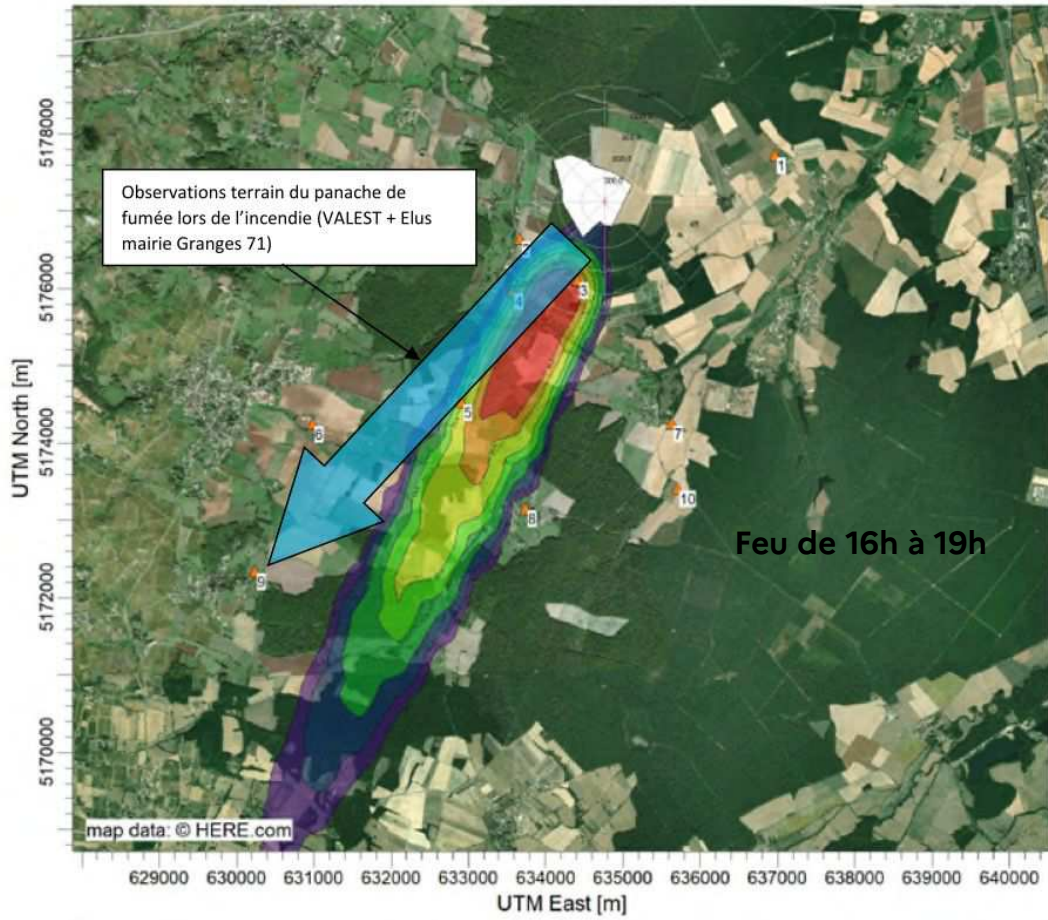 Observations terrain du panache de
fumée lors de l’incendie (VALEST + Elus
mairie Granges 71)
1
3
4
5
6
7
8
9
10
Feu de 16h à 19h
map data: © HERE.com
UTM North [m]
5178000
5176000
5174000
5172000
5170000
629000 630000 631000 632000 633000 634000 635000 636000 637000 638000 639000 640000
UTM East [m]